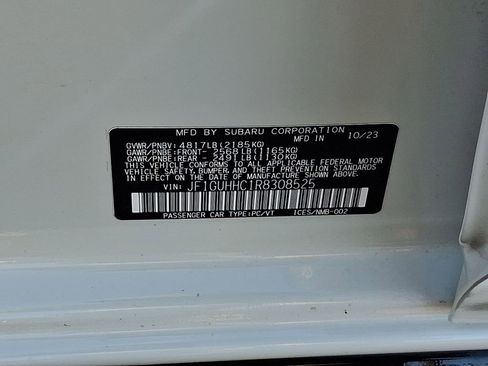 MFD BY SUBARU CORPORATION 10/23
GVWR/PNBV: 4817LB(2185KG) MFD IN
GAWR/PNBE:FRONT- 2568LB(1165KG)
GAWR/PNBE:REAR - 2491LB(1130KG)
THIS VEHICLE CONFORMS TO ALL APPLICABLE FEDERAL MOTOR
VEHICLE SAFETY, BUMPER, AND THEFT PREVENTION STANDARDS
IN EFFECT ON THE DATE OF MANUFACTURE SHOWN ABOVE.
VIN: JF1GUHHC1R8308525
PASSENGER CAR TYPE:PC/VT ICES/NMB-002